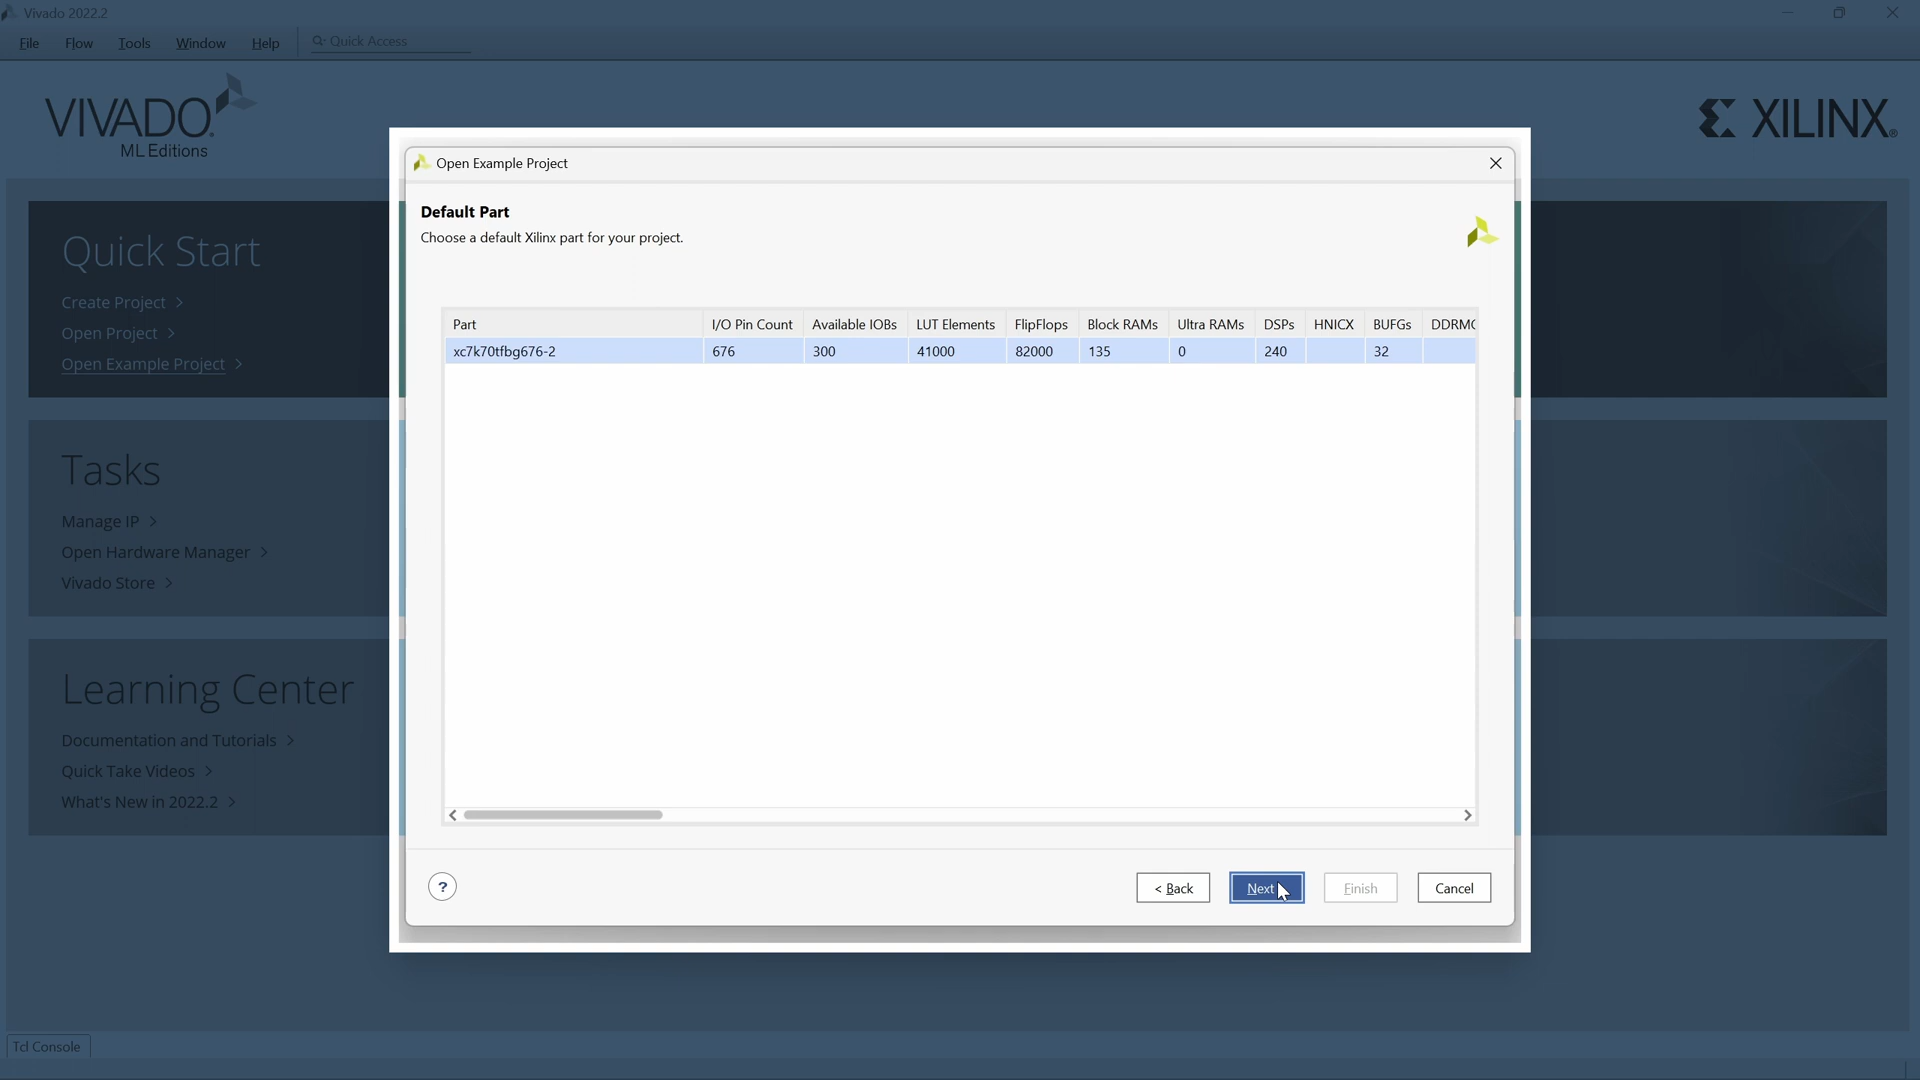 Vivado 2022.2
File Flow Tools Window Help Quick Access
VIVADO
ML Editions
XILINX
Open Example Project
Default Part
Choose a default Xilinx part for your project.
Quick Start
Create Project >
Open Project >
Open Example Project >
Part I/O Pin Count Available IOBs LUT Elements FlipFlops Block RAMs Ultra RAMs DSPs HNICX BUFGs DDRMC
xc7k70tfbg676-2 676 300 41000 82000 135 0 240 32
Tasks
Manage IP >
Open Hardware Manager >
Vivado Store >
Learning Center
Documentation and Tutorials >
Quick Take Videos >
What's New in 2022.2 >
? < Back Next Finish Cancel
Tcl Console